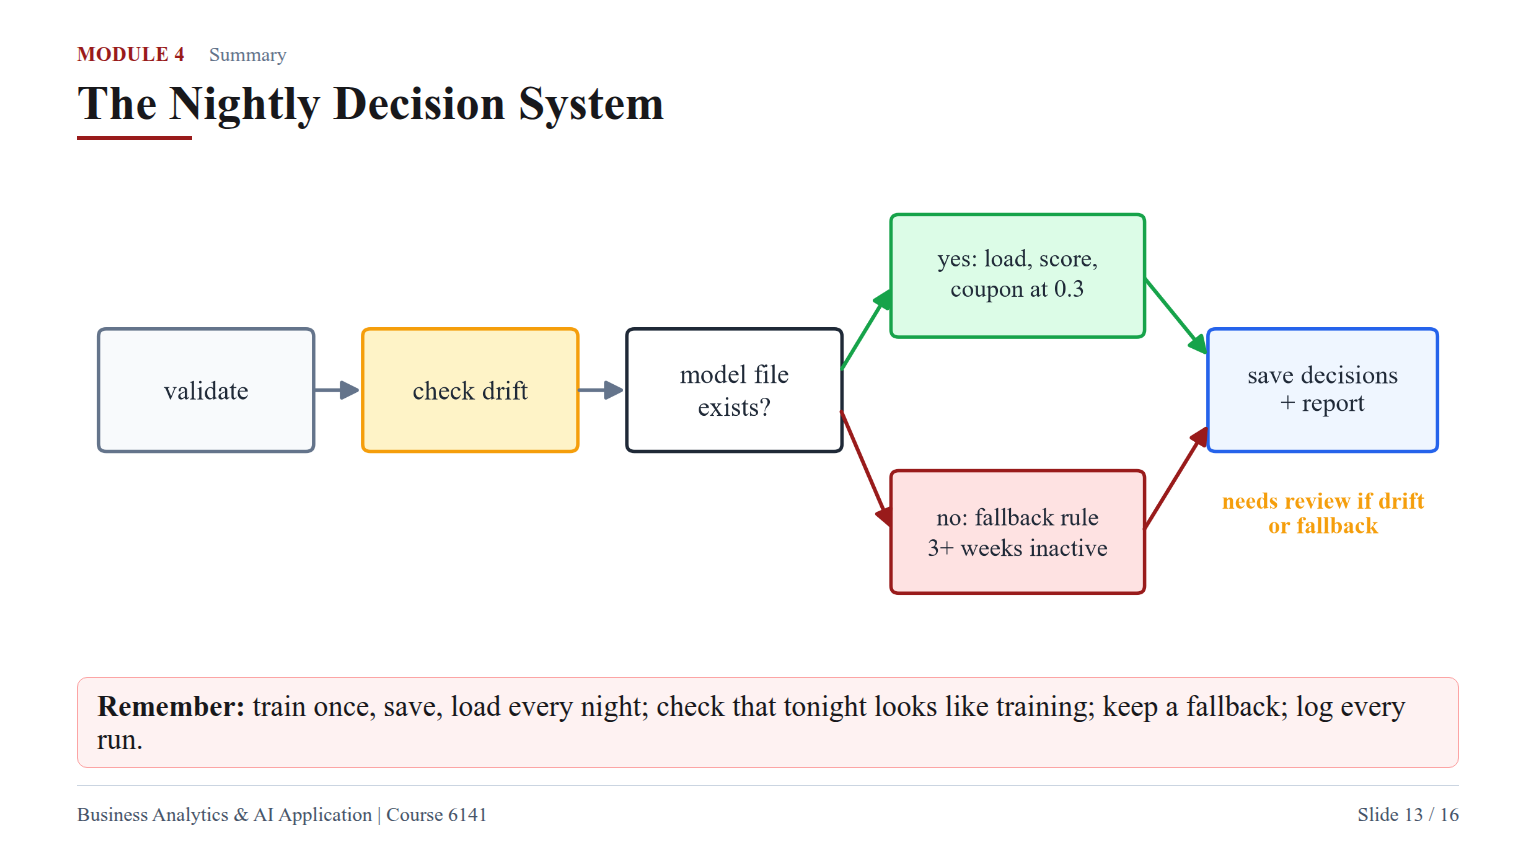 MODULE 4 Summary
The Nightly Decision System
validate
check drift
model file
exists?
yes: load, score,
coupon at 0.3
no: fallback rule
3+ weeks inactive
save decisions
+ report
needs review if drift
or fallback
Remember: train once, save, load every night; check that tonight looks like training; keep a fallback; log every
run.
Business Analytics & AI Application | Course 6141
Slide 13 / 16